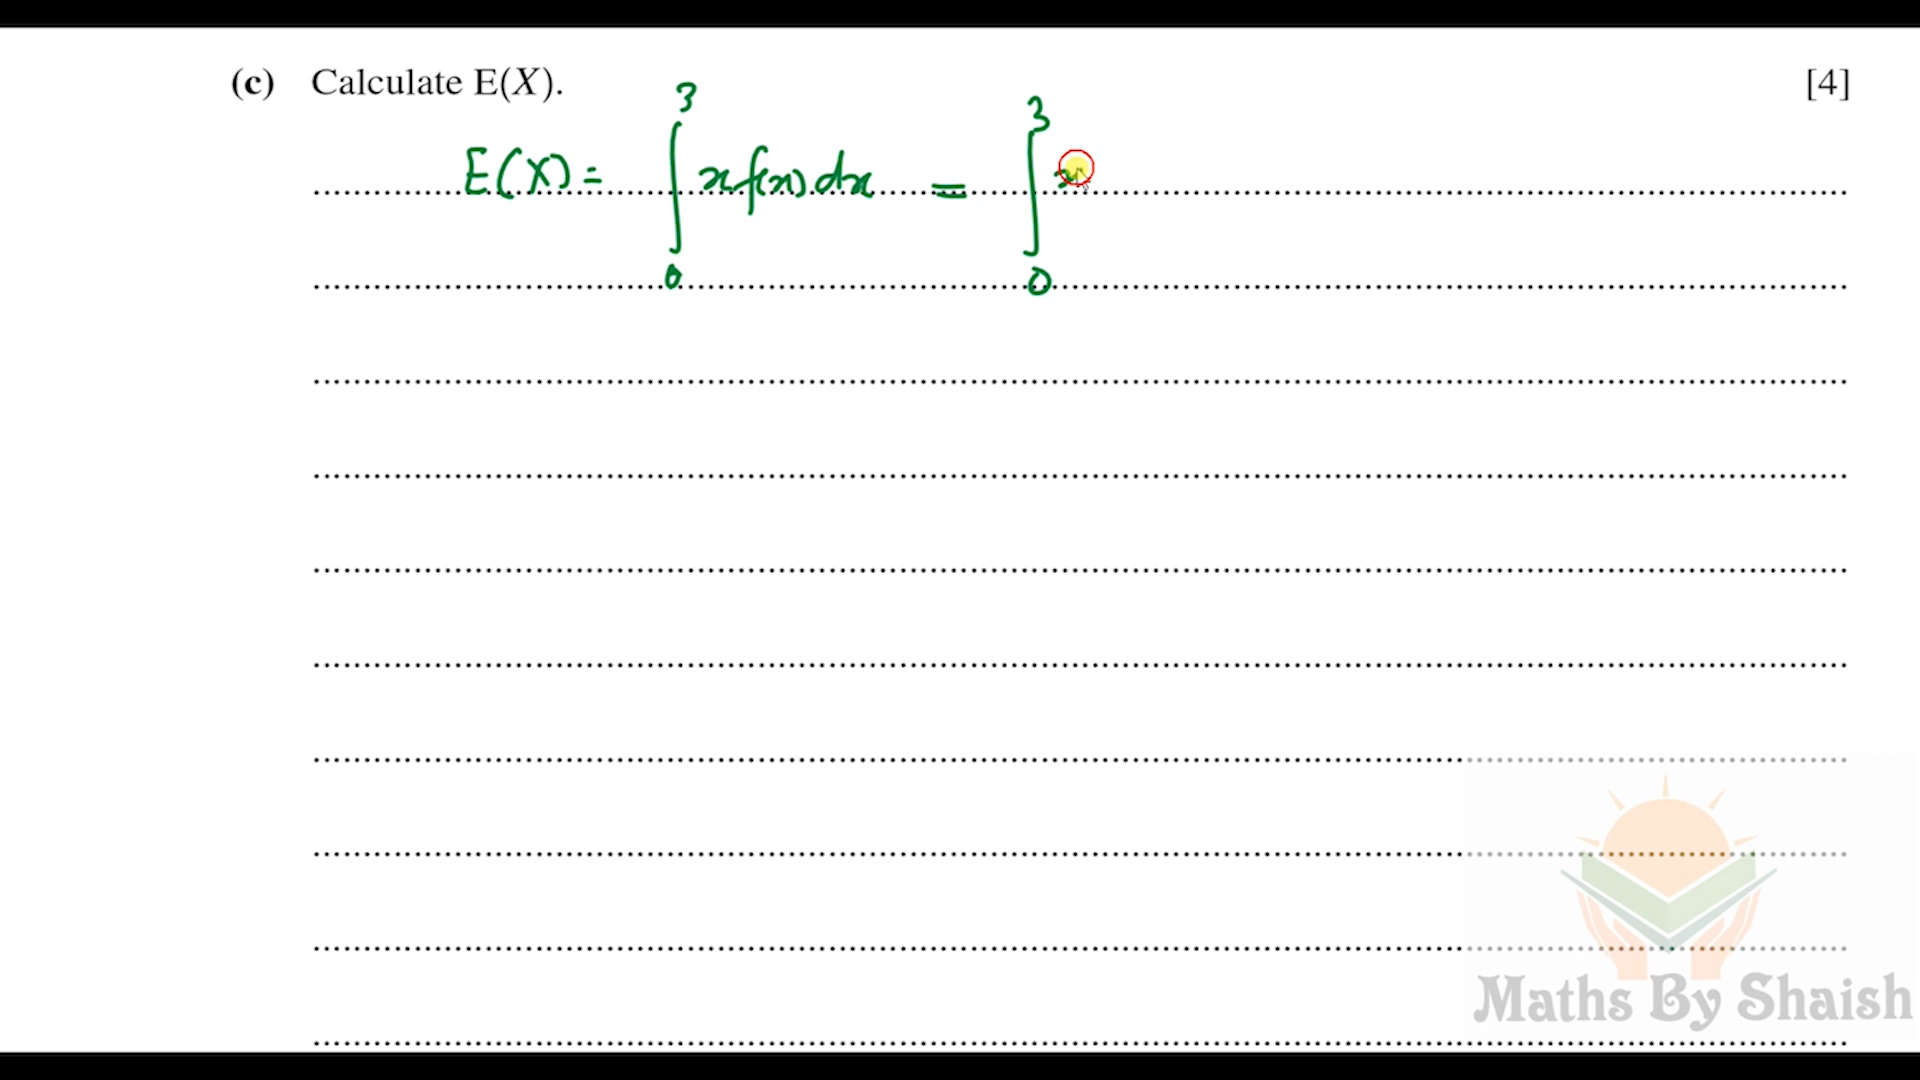 (c) Calculate E(X). [4]
E(X) = ∫₀³ x f(x) dx = ∫₀³ x
Maths By Shaish